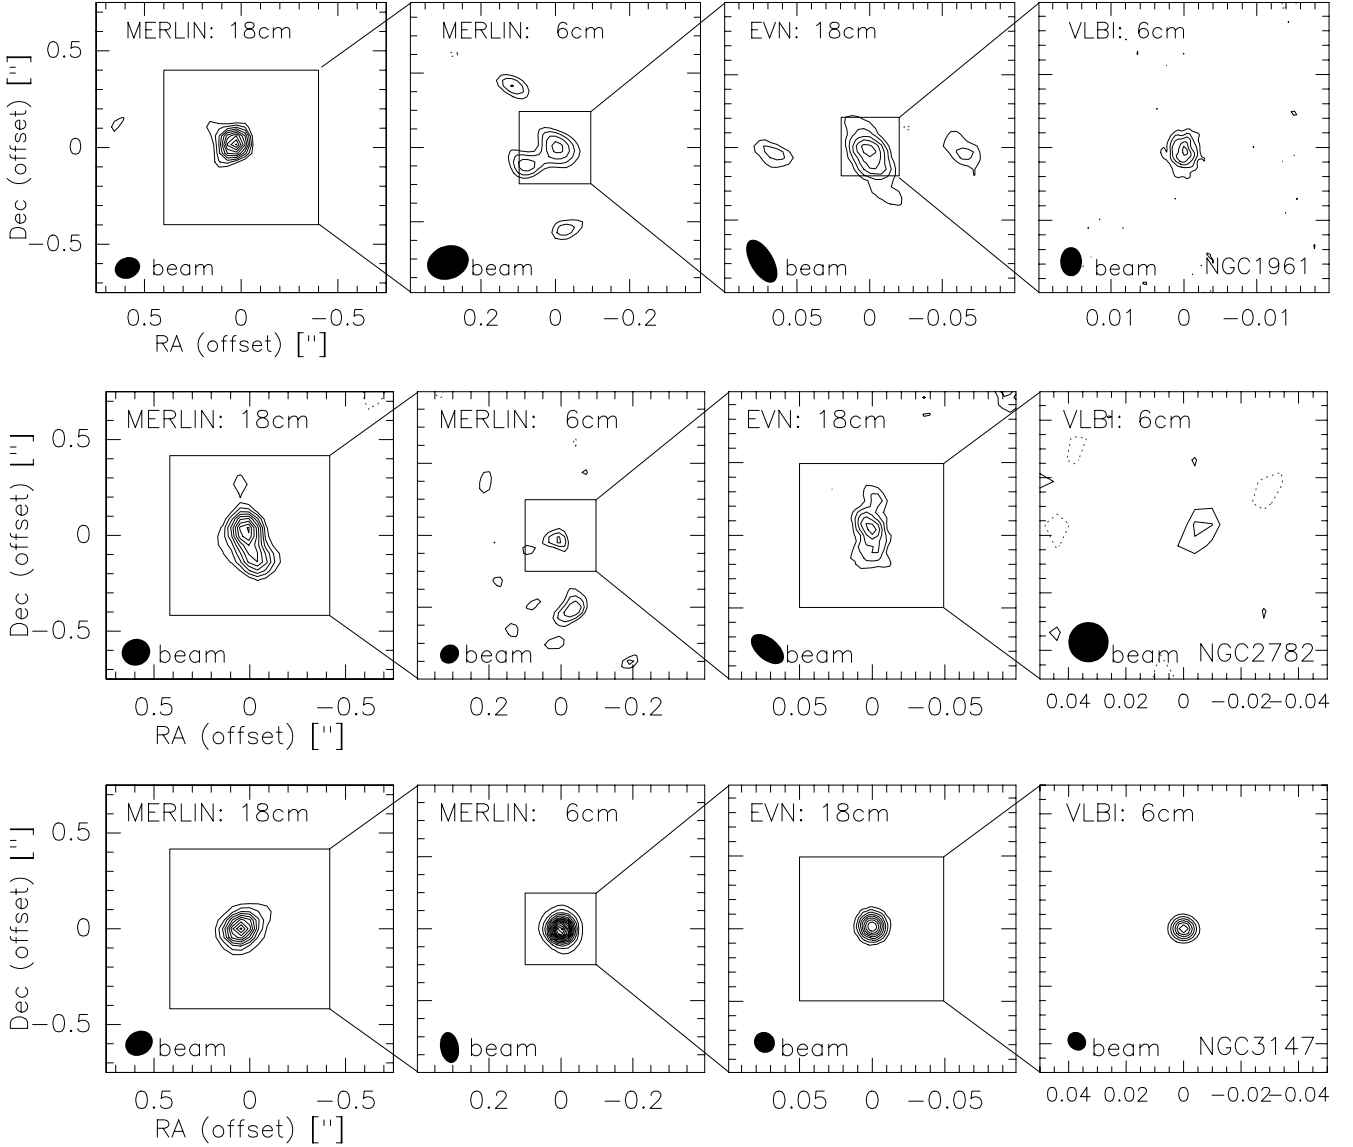 MERLIN: 18cm MERLIN: 6cm EVN: 18cm VLBI: 6cm
0.5
0
−0.5
Dec (offset) ["]
beam beam beam beam NGC1961
0.5 0 −0.5 0.2 0 −0.2 0.05 0 −0.05 0.01 0 −0.01
RA (offset) ["]
MERLIN: 18cm MERLIN: 6cm EVN: 18cm VLBI: 6cm
0.5
0
−0.5
Dec (offset) ["]
beam beam beam beam NGC2782
0.5 0 −0.5 0.2 0 −0.2 0.05 0 −0.05 0.04 0.02 0 −0.02−0.04
RA (offset) ["]
MERLIN: 18cm MERLIN: 6cm EVN: 18cm VLBI: 6cm
0.5
0
−0.5
Dec (offset) ["]
beam beam beam beam NGC3147
0.5 0 −0.5 0.2 0 −0.2 0.05 0 −0.05 0.04 0.02 0 −0.02−0.04
RA (offset) ["]